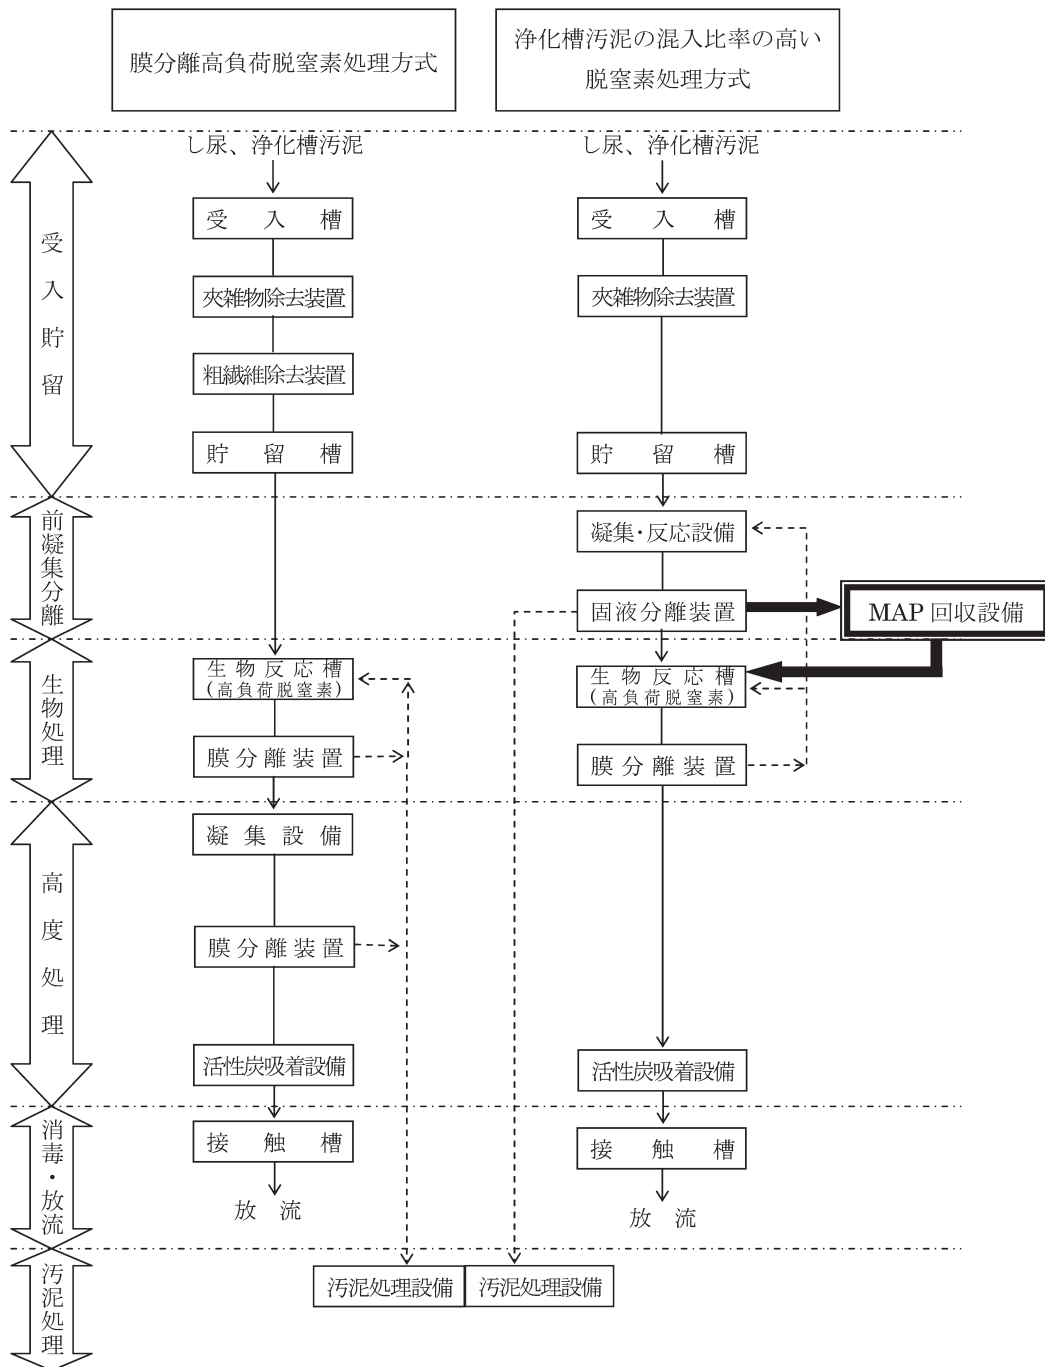 膜分離高負荷脱窒素処理方式
浄化槽汚泥の混入比率の高い
脱窒素処理方式
受入貯留
前凝集分離
生物処理
高度処理
消毒・放流
汚泥処理
し尿、浄化槽汚泥
受入槽
夾雑物除去装置
粗繊維除去装置
貯留槽
生物反応槽
(高負荷脱窒素)
膜分離装置
凝集設備
膜分離装置
活性炭吸着設備
接触槽
放流
汚泥処理設備
し尿、浄化槽汚泥
受入槽
夾雑物除去装置
貯留槽
凝集・反応設備
固液分離装置
MAP 回収設備
生物反応槽
(高負荷脱窒素)
膜分離装置
活性炭吸着設備
接触槽
放流
汚泥処理設備